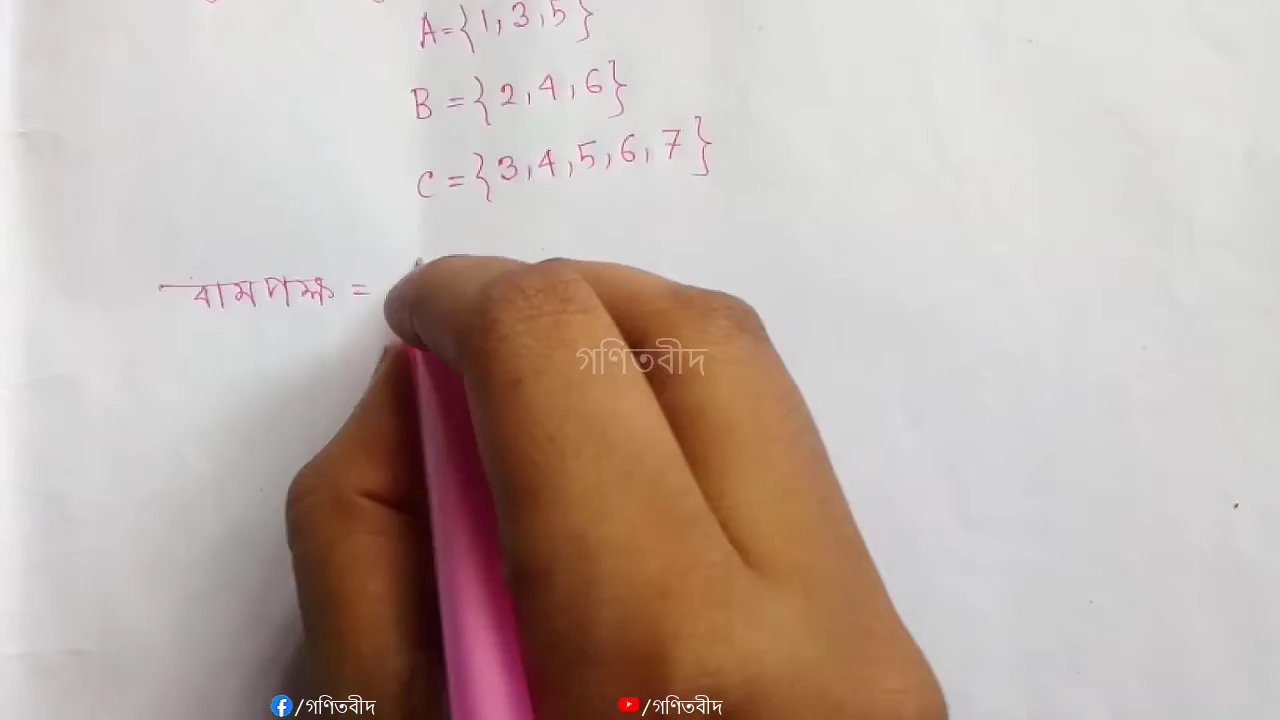 A={1,3,5}
B={2,4,6}
C={3,4,5,6,7}
বামপক্ষ =
গণিতবীদ
/গণিতবীদ
/গণিতবীদ